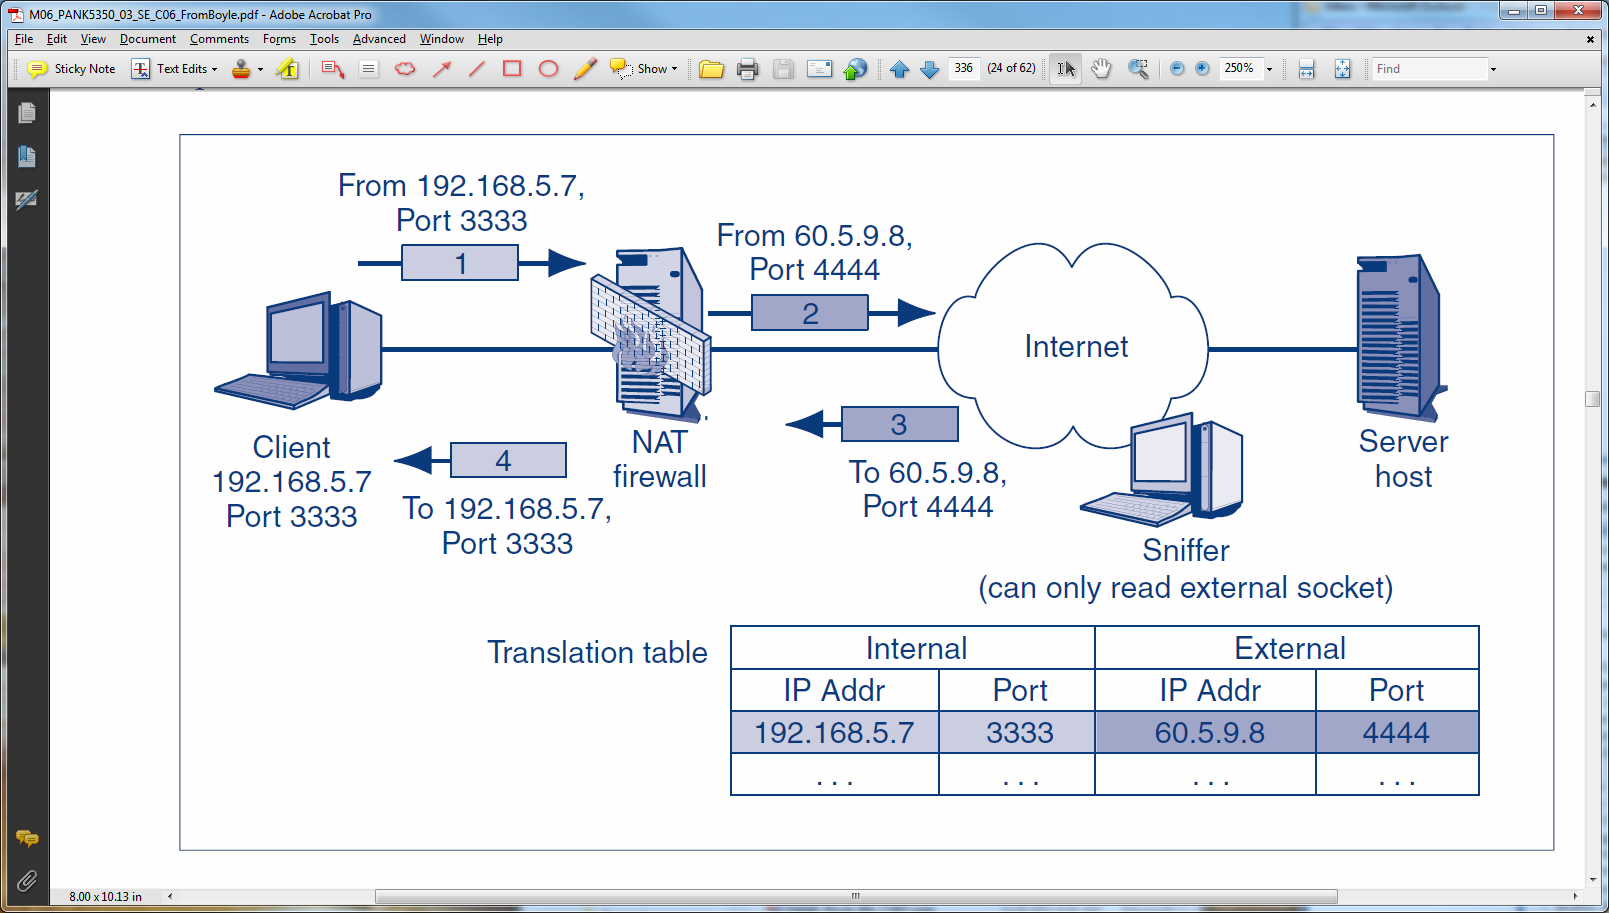 M06_PANK5350_03_SE_C06_FromBoyle.pdf - Adobe Acrobat Pro
File Edit View Document Comments Forms Tools Advanced Window Help
Sticky Note Text Edits Show 336 (24 of 62) 250% Find
From 192.168.5.7,
Port 3333
1
From 60.5.9.8,
Port 4444
2
Internet
3
To 60.5.9.8,
Port 4444
4
To 192.168.5.7,
Port 3333
Client
192.168.5.7
Port 3333
NAT
firewall
Server
host
Sniffer
(can only read external socket)
Translation table
Internal External
IP Addr Port IP Addr Port
192.168.5.7 3333 60.5.9.8 4444
. . . . . . . . . . . .
8.00 x 10.13 in